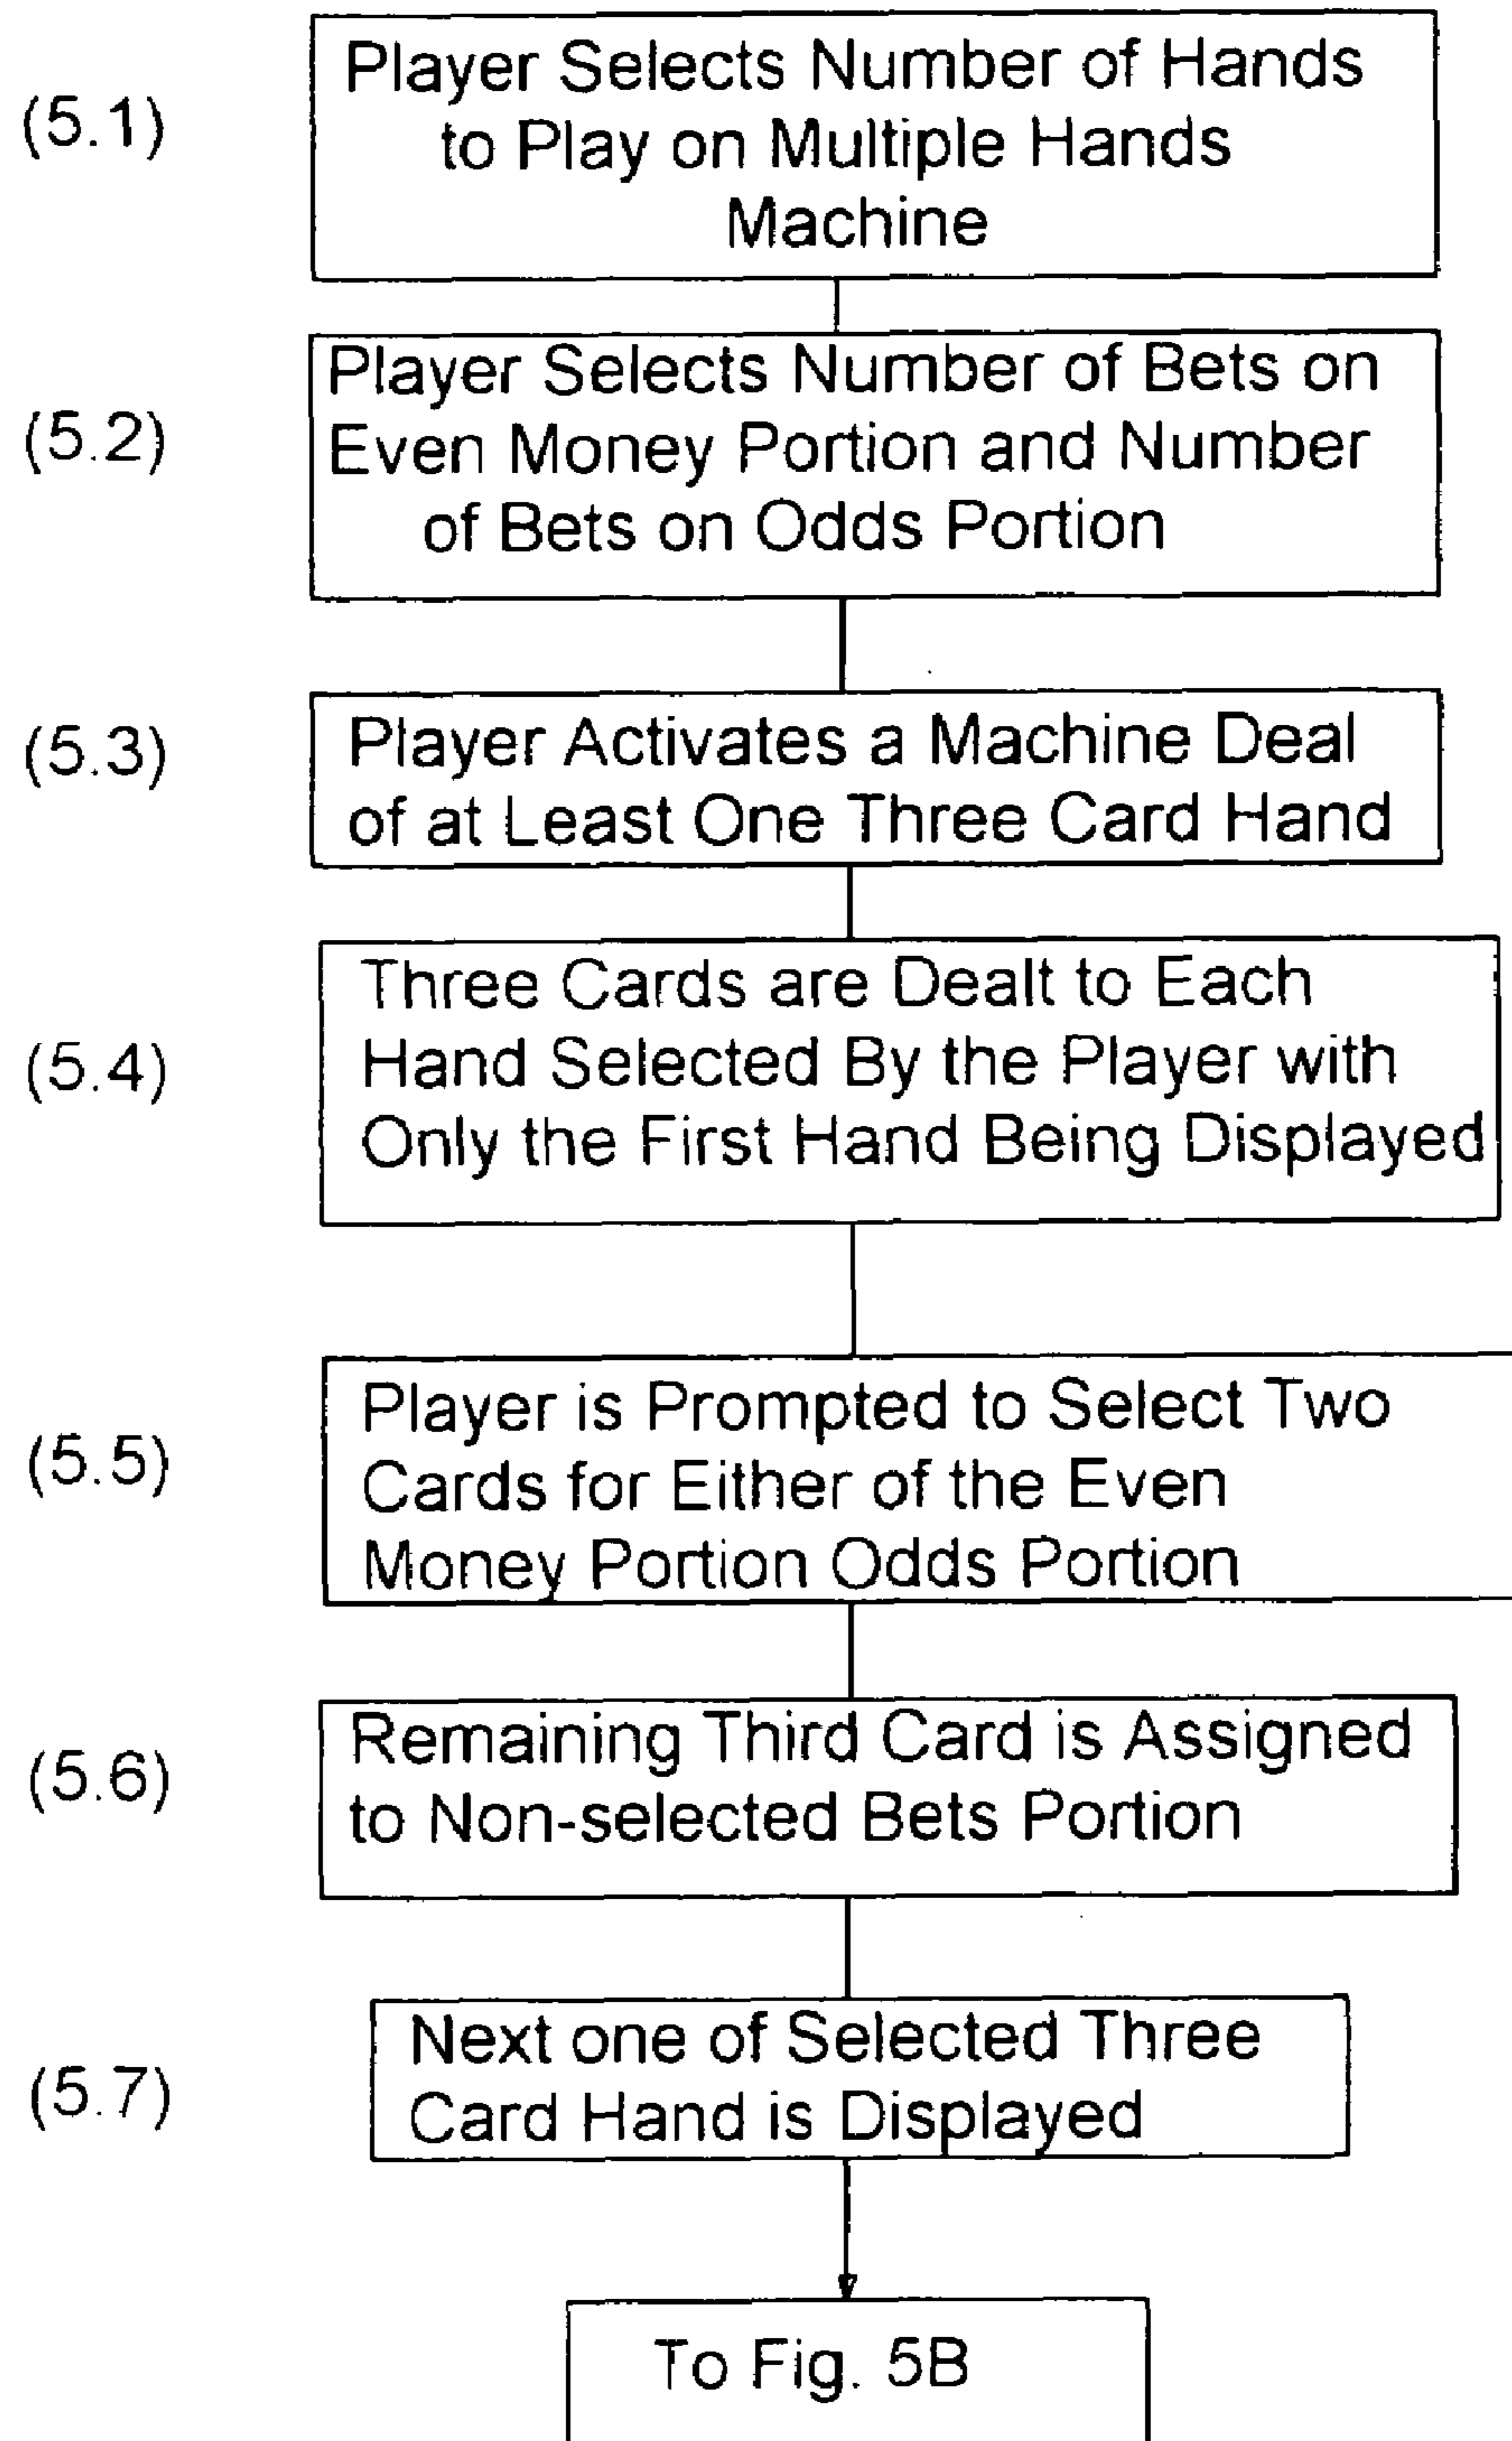 (5.1)
Player Selects Number of Hands
to Play on Multiple Hands
Machine
(5.2)
Player Selects Number of Bets on
Even Money Portion and Number
of Bets on Odds Portion
(5.3)
Player Activates a Machine Deal
of at Least One Three Card Hand
(5.4)
Three Cards are Dealt to Each
Hand Selected By the Player with
Only the First Hand Being Displayed
(5.5)
Player is Prompted to Select Two
Cards for Either of the Even
Money Portion Odds Portion
(5.6)
Remaining Third Card is Assigned
to Non-selected Bets Portion
(5.7)
Next one of Selected Three
Card Hand is Displayed
To Fig. 5B